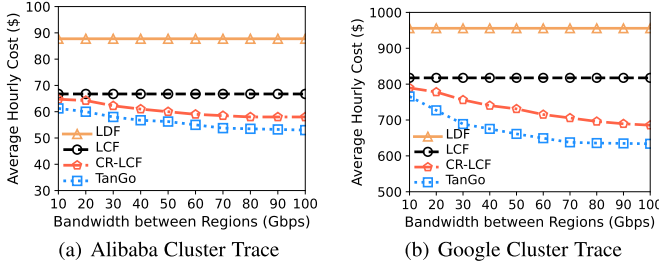 100
90
80
70
60
50
40
30
Average Hourly Cost ($)
LDF
LCF
CR-LCF
TanGo
10 20 30 40 50 60 70 80 90 100
Bandwidth between Regions (Gbps)
(a) Alibaba Cluster Trace
1000
900
800
700
600
500
Average Hourly Cost ($)
LDF
LCF
CR-LCF
TanGo
10 20 30 40 50 60 70 80 90 100
Bandwidth between Regions (Gbps)
(b) Google Cluster Trace